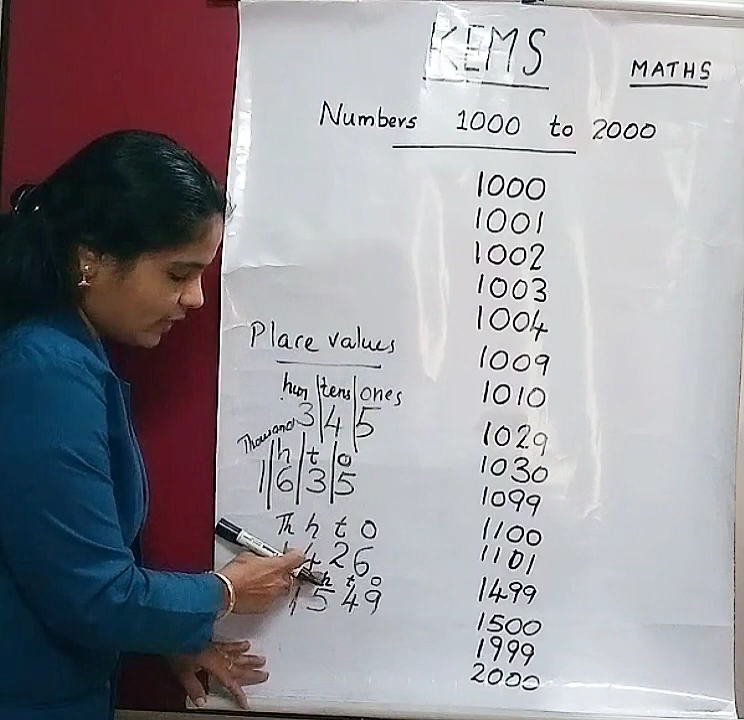 KEMS
MATHS
Numbers 1000 to 2000
1000
1001
1002
1003
1004
1009
1010
1029
1030
1099
1100
1101
1499
1500
1999
2000
Place values
hun tens ones
3 4 5
Thousand h t o
1 6 3 5
Th h t o
4 2 6
h t o
1 5 4 9